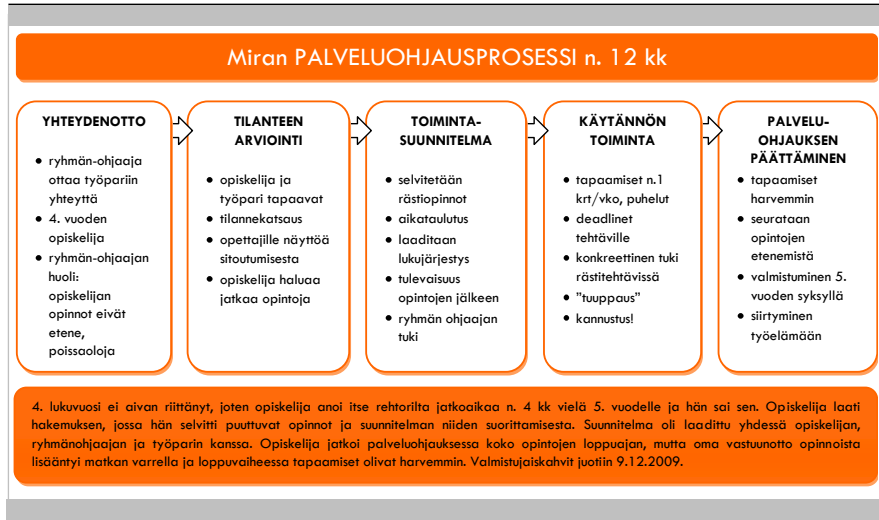 Miran PALVELUOHJAUSPROSESSI n. 12 kk
YHTEYDENOTTO
• ryhmän-ohjaaja
ottaa työpariin
yhteyttä
• 4. vuoden
opiskelija
• ryhmän-ohjaajan
huoli:
opiskelijan
opinnot eivät
etene,
poissaoloja
TILANTEEN
ARVIOINTI
• opiskelija ja
työpari tapaavat
• tilannekatsaus
• opettajille näyttöä
sitoutumisesta
• opiskelija haluaa
jatkaa opintoja
TOIMINTA-
SUUNNITELMA
• selvitetään
rästiopinnot
• aikataulutus
• laaditaan
lukujärjestys
• tulevaisuus
opintojen jälkeen
• ryhmän ohjaajan
tuki
KÄYTÄNNÖN
TOIMINTA
• tapaamiset n.1
krt/vko, puhelut
• deadlinet
tehtäville
• konkreettinen tuki
rästitehtävissä
• ”tuuppaus”
• kannustus!
PALVELU-
OHJAUKSEN
PÄÄTTÄMINEN
• tapaamiset
harvemmin
• seurataan
opintojen
etenemistä
• valmistuminen 5.
vuoden syksyllä
• siirtyminen
työelämään
4. lukuvuosi ei aivan riittänyt, joten opiskelija anoi itse rehtorilta jatkoaikaa n. 4 kk vielä 5. vuodelle ja hän sai sen. Opiskelija laati
hakemuksen, jossa hän selvitti puuttuvat opinnot ja suunnitelman niiden suorittamisesta. Suunnitelma oli laadittu yhdessä opiskelijan,
ryhmänohjaajan ja työparin kanssa. Opiskelija jatkoi palveluohjauksessa koko opintojen loppuajan, mutta oma vastuunotto opinnoista
lisääntyi matkan varrella ja loppuvaiheessa tapaamiset olivat harvemmin. Valmistujaiskahvit juotiin 9.12.2009.